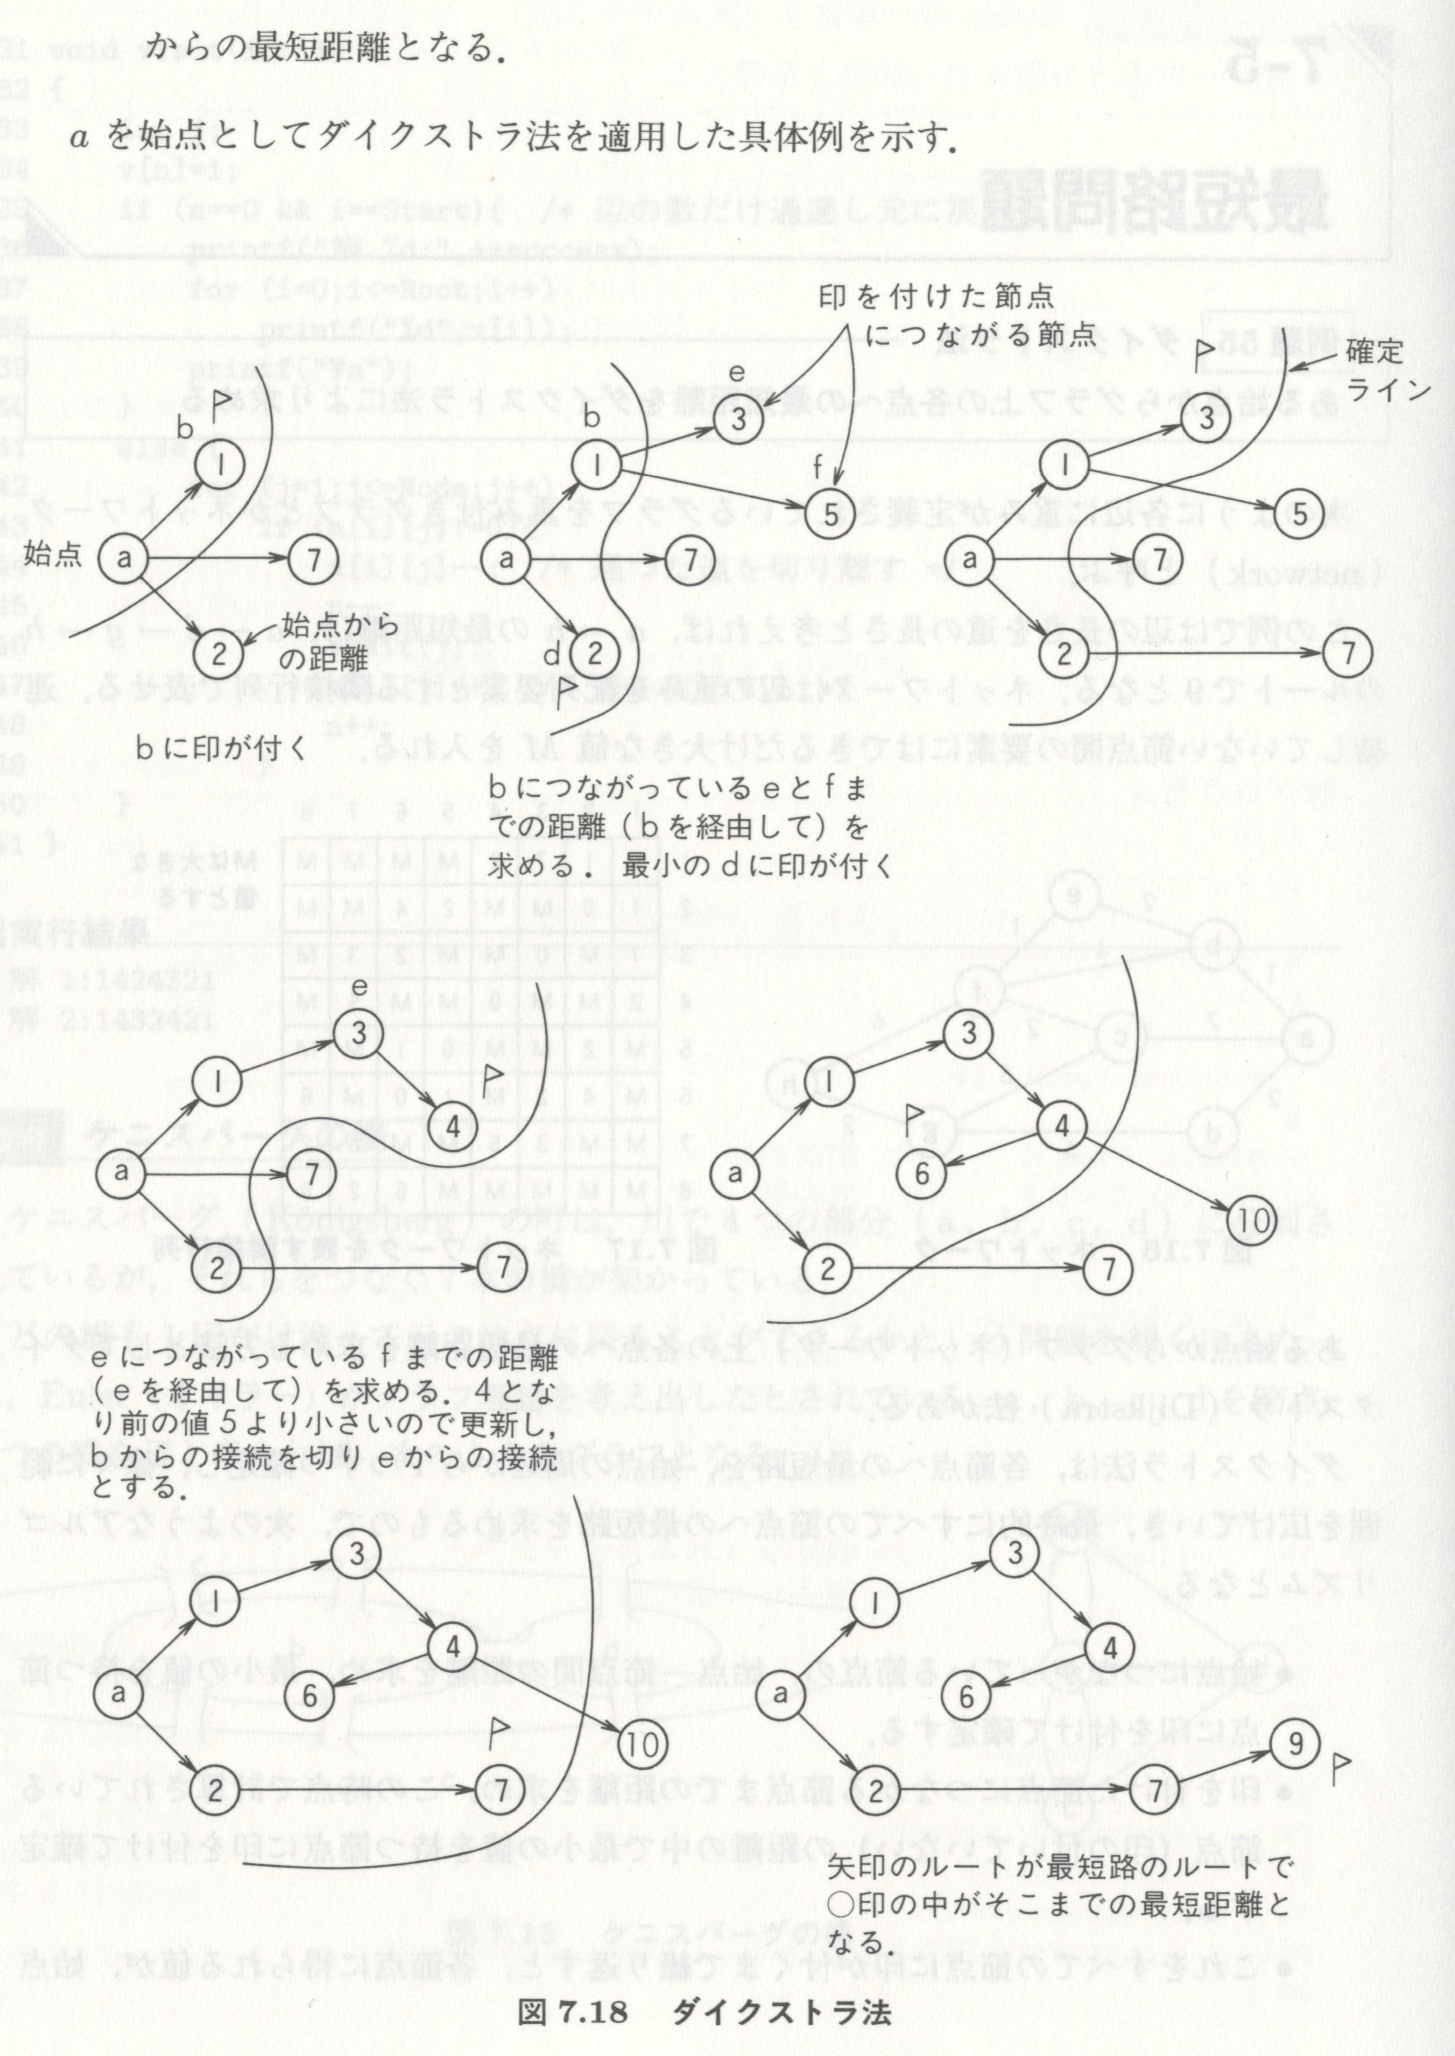 からの最短距離となる．
aを始点としてダイクストラ法を適用した具体例を示す．
印を付けた節点
につながる節点
確定
ライン
b
1
始点
a
7
2
始点から
の距離
bに印が付く
b
1
e
3
f
5
a
7
d
2
bにつながっているeとfま
での距離（bを経由して）を
求める．最小のdに印が付く
1
3
5
a
7
2
7
e
3
1
4
a
7
2
7
eにつながっているfまでの距離
（eを経由して）を求める．4とな
り前の値5より小さいので更新し，
bからの接続を切りeからの接続
とする．
3
1
4
a
6
10
2
7
3
1
4
a
6
10
2
7
3
1
4
a
6
9
2
7
矢印のルートが最短路のルートで
○印の中がそこまでの最短距離と
なる．
図7.18　ダイクストラ法